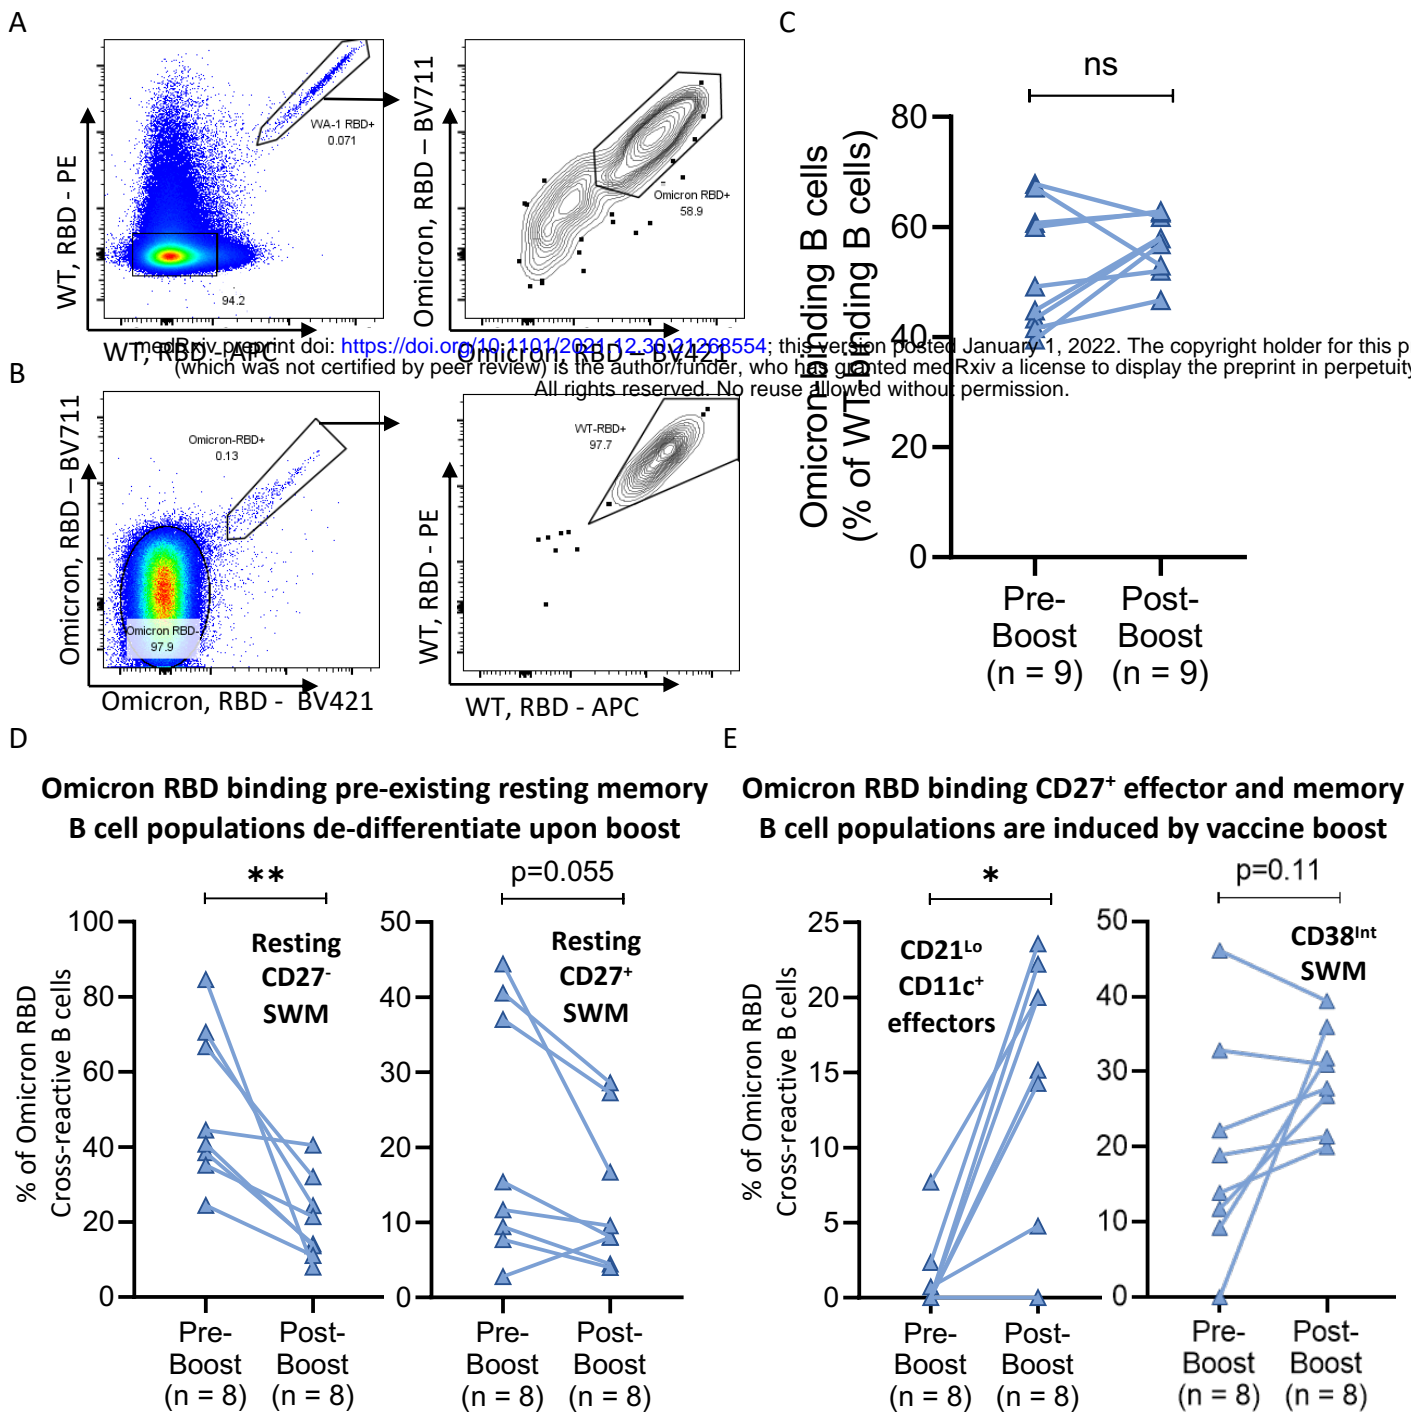 A
WT, RBD - PE
WA-1 RBD+
0.071
94.2
WT, RBD - APC
Omicron, RBD – BV711
Omicron RBD+
58.9
Omicron, RBD – BV421
medRxiv preprint doi: https://doi.org/10.1101/2021.12.30.21268554; this version posted January 1, 2022. The copyright holder for this p
(which was not certified by peer review) is the author/funder, who has granted medRxiv a license to display the preprint in perpetuity
All rights reserved. No reuse allowed without permission.
B
Omicron, RBD – BV711
Omicron-RBD+
0.13
Omicron RBD-
97.9
Omicron, RBD - BV421
WT, RBD - PE
WT-RBD+
97.7
WT, RBD - APC
C
ns
Omicron-binding B cells
(% of WT-binding B cells)
80
60
40
20
0
Pre-
Boost
(n = 9)
Post-
Boost
(n = 9)
D
Omicron RBD binding pre-existing resting memory
B cell populations de-differentiate upon boost
% of Omicron RBD
Cross-reactive B cells
**
100
80
60
40
20
0
Resting
CD27-
SWM
Pre-
Boost
(n = 8)
Post-
Boost
(n = 8)
p=0.055
50
40
30
20
10
0
Resting
CD27+
SWM
Pre-
Boost
(n = 8)
Post-
Boost
(n = 8)
E
Omicron RBD binding CD27+ effector and memory
B cell populations are induced by vaccine boost
% of Omicron RBD
Cross-reactive B cells
*
25
20
15
10
5
0
CD21Lo
CD11c+
effectors
Pre-
Boost
(n = 8)
Post-
Boost
(n = 8)
p=0.11
50
40
30
20
10
0
CD38Int
SWM
Pre-
Boost
(n = 8)
Post-
Boost
(n = 8)